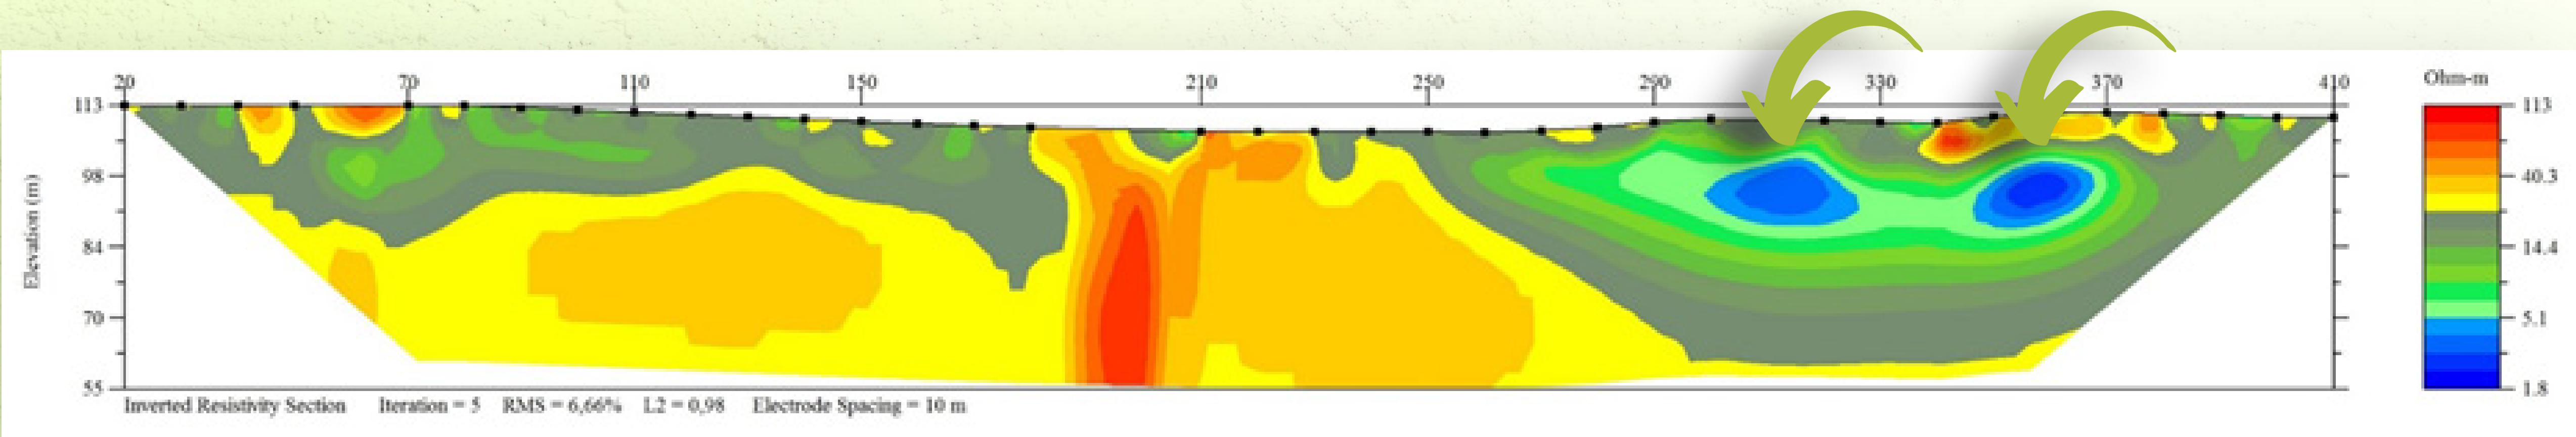 20 70 110 150 210 250 290 330 370 410
Ohm-m
113
98
84
70
55
Elevation (m)
113
40.3
14.4
5.1
1.8
Inverted Resistivity Section Iteration = 5 RMS = 6,66% L2 = 0,98 Electrode Spacing = 10 m